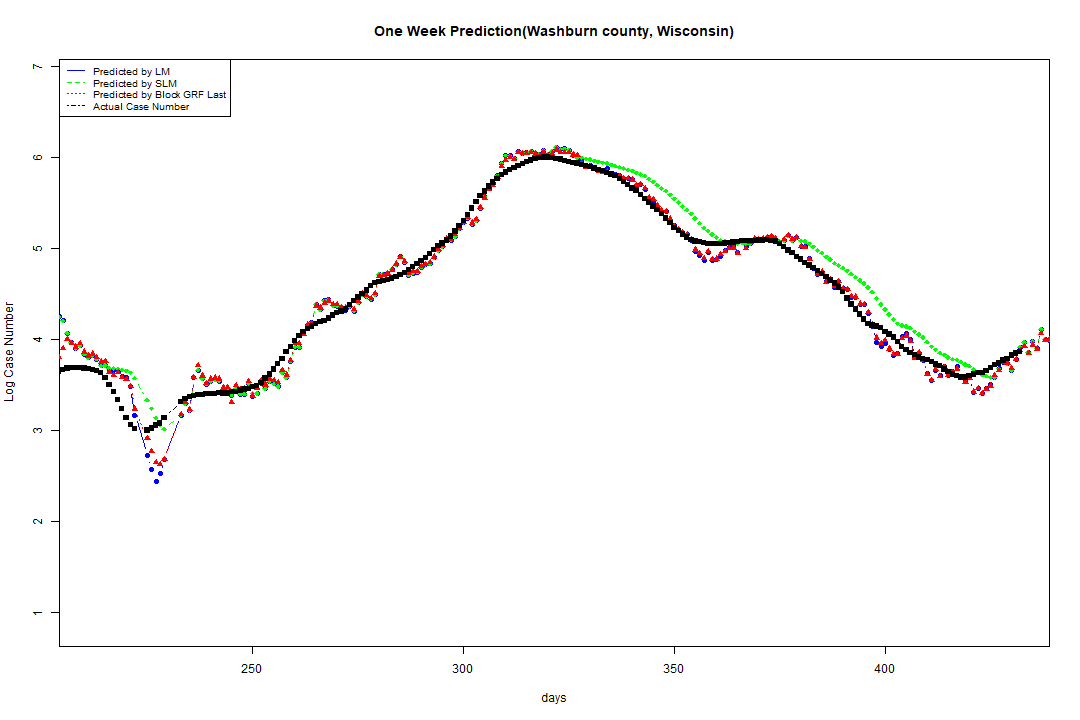 One Week Prediction(Washburn county, Wisconsin)
Predicted by LM
Predicted by SLM
Predicted by Block GRF Last
Actual Case Number
7
6
5
4
3
2
1
Log Case Number
250 300 350 400
days